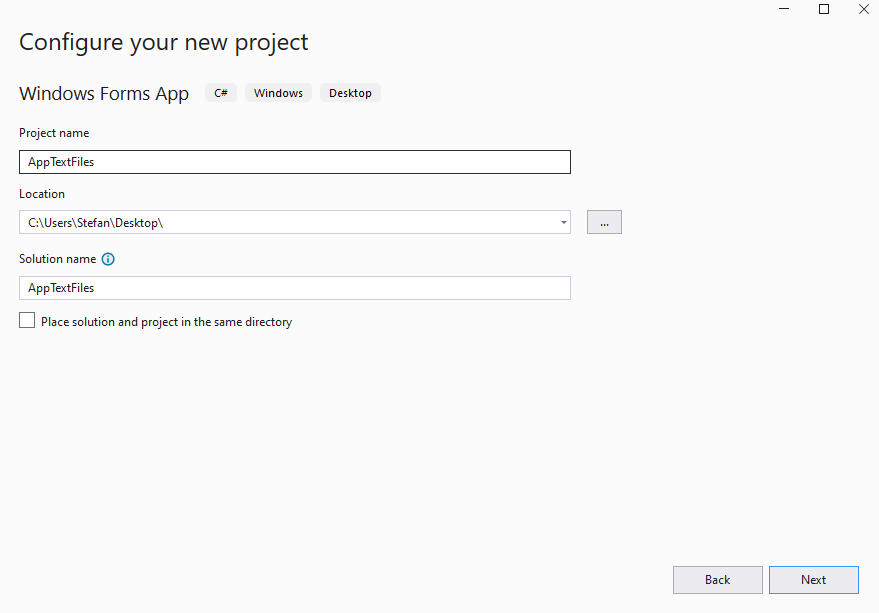 Configure your new project
Windows Forms App C# Windows Desktop
Project name
AppTextFiles
Location
C:\Users\Stefan\Desktop\
...
Solution name
AppTextFiles
Place solution and project in the same directory
Back Next